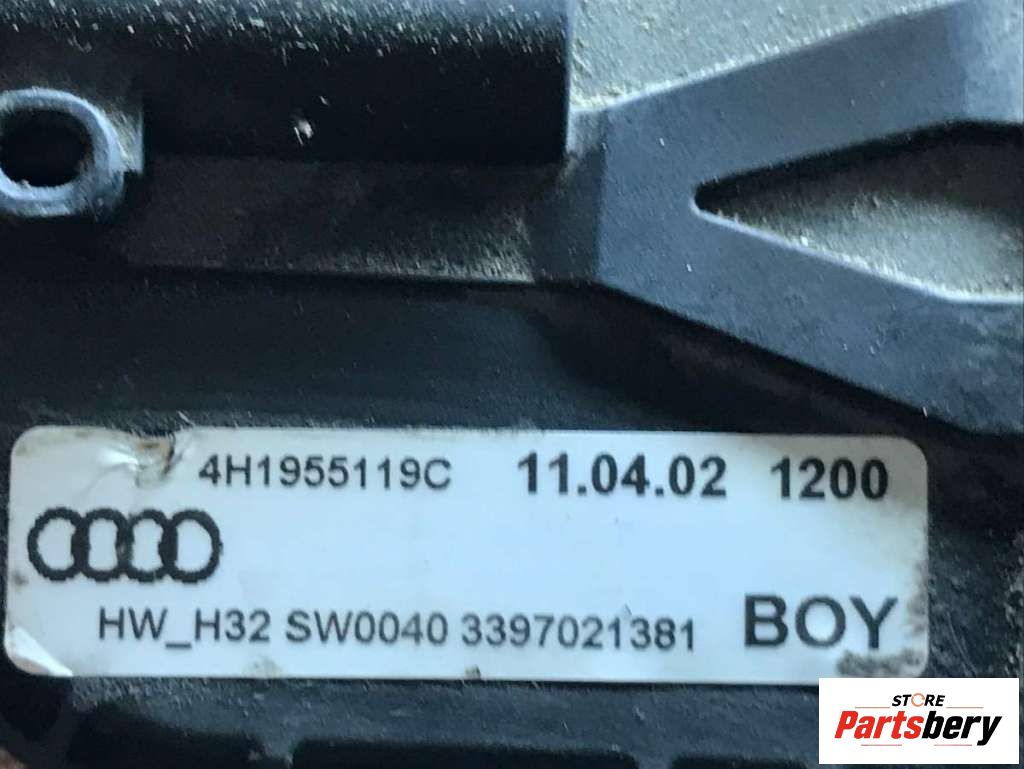 4H1955119C 11.04.02 1200
HW_H32 SW0040 3397021381 BOY
STORE
Partsbery